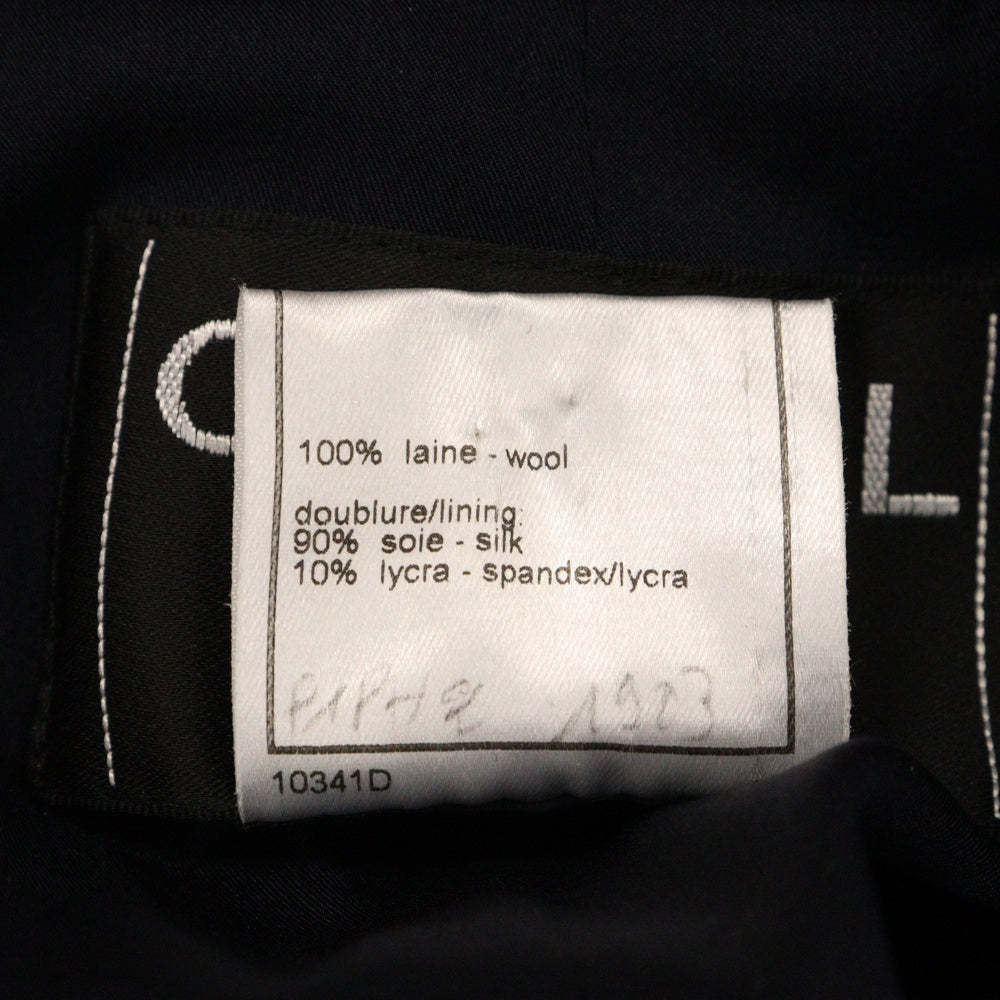 100% laine - wool
doublure/lining:
90% soie - silk
10% lycra - spandex/lycra
10341D
C
L